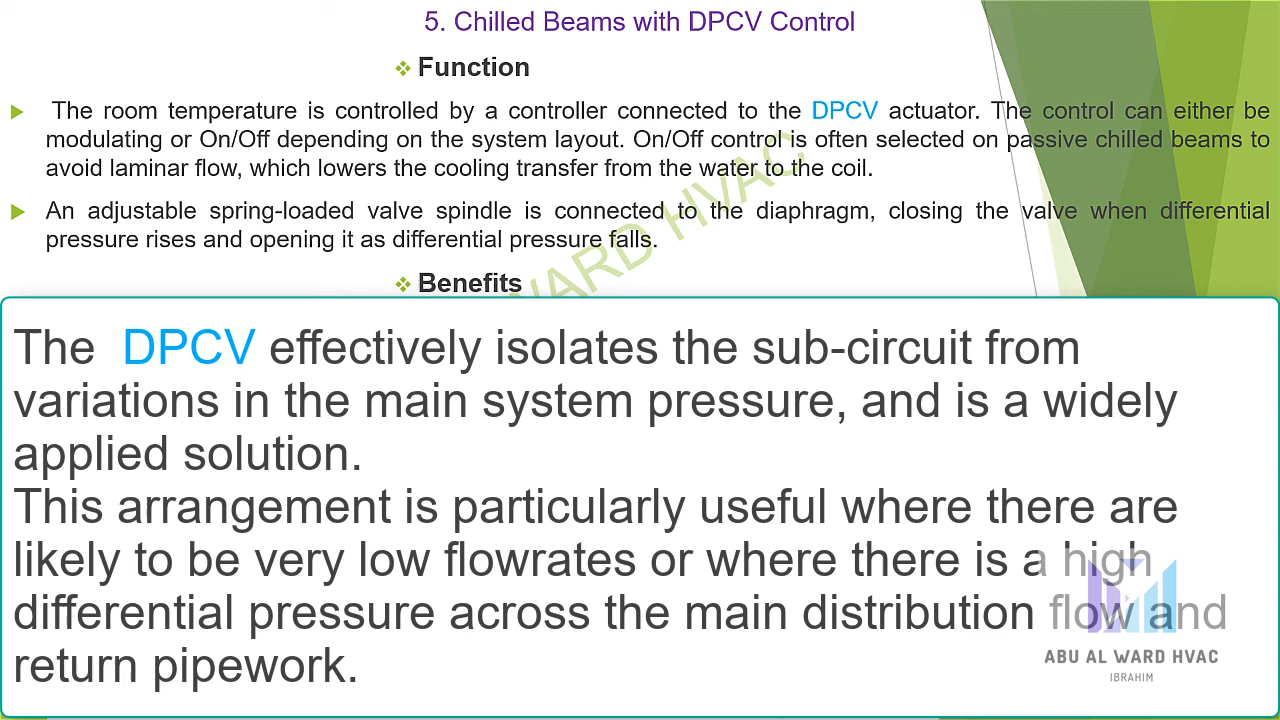 5. Chilled Beams with DPCV Control
Function
The room temperature is controlled by a controller connected to the DPCV actuator. The control can either be
modulating or On/Off depending on the system layout. On/Off control is often selected on passive chilled beams to
avoid laminar flow, which lowers the cooling transfer from the water to the coil.
An adjustable spring-loaded valve spindle is connected to the diaphragm, closing the valve when differential
pressure rises and opening it as differential pressure falls.
WARD HVAC
Benefits
The DPCV effectively isolates the sub-circuit from
variations in the main system pressure, and is a widely
applied solution.
This arrangement is particularly useful where there are
likely to be very low flowrates or where there is a high
differential pressure across the main distribution flow and
return pipework.
ABU AL WARD HVAC
IBRAHIM